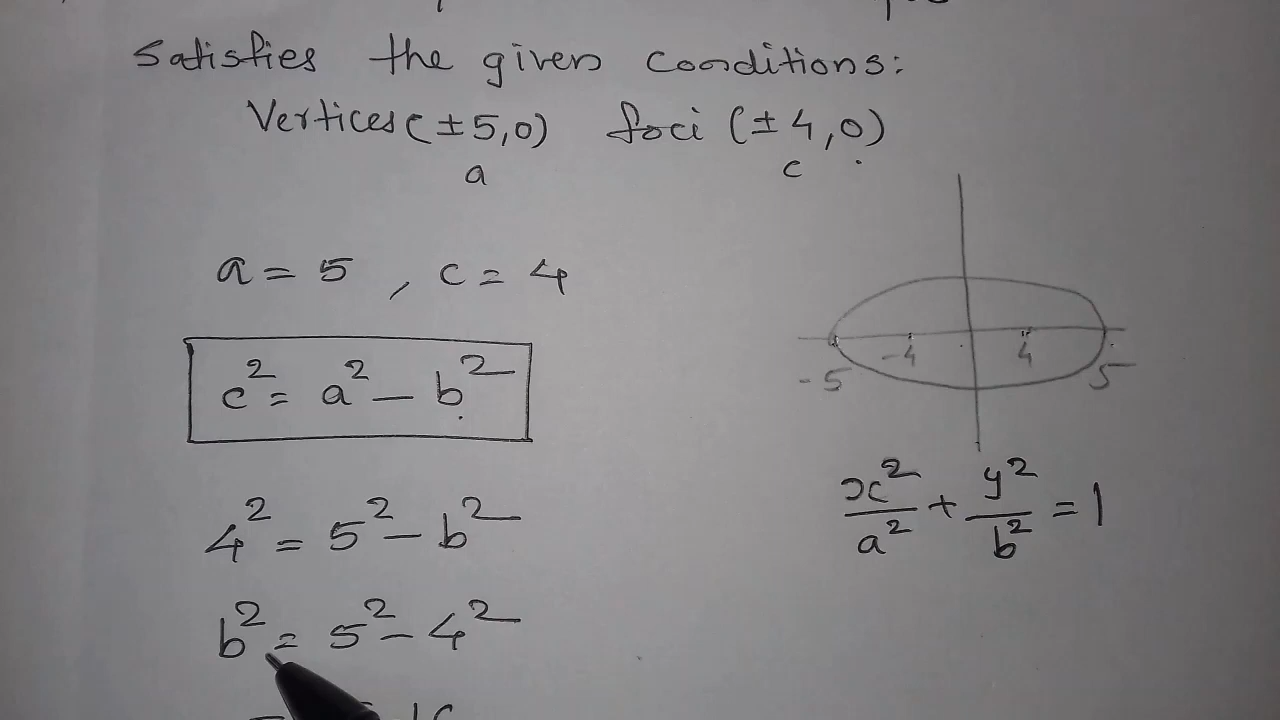 Satisfies the given conditions:
Vertices (±5,0) foci (±4,0)
a c
a = 5 , c = 4
c² = a² − b²
4² = 5² − b²
b² = 5² − 4²
-5 -4 4 5
x²/a² + y²/b² = 1